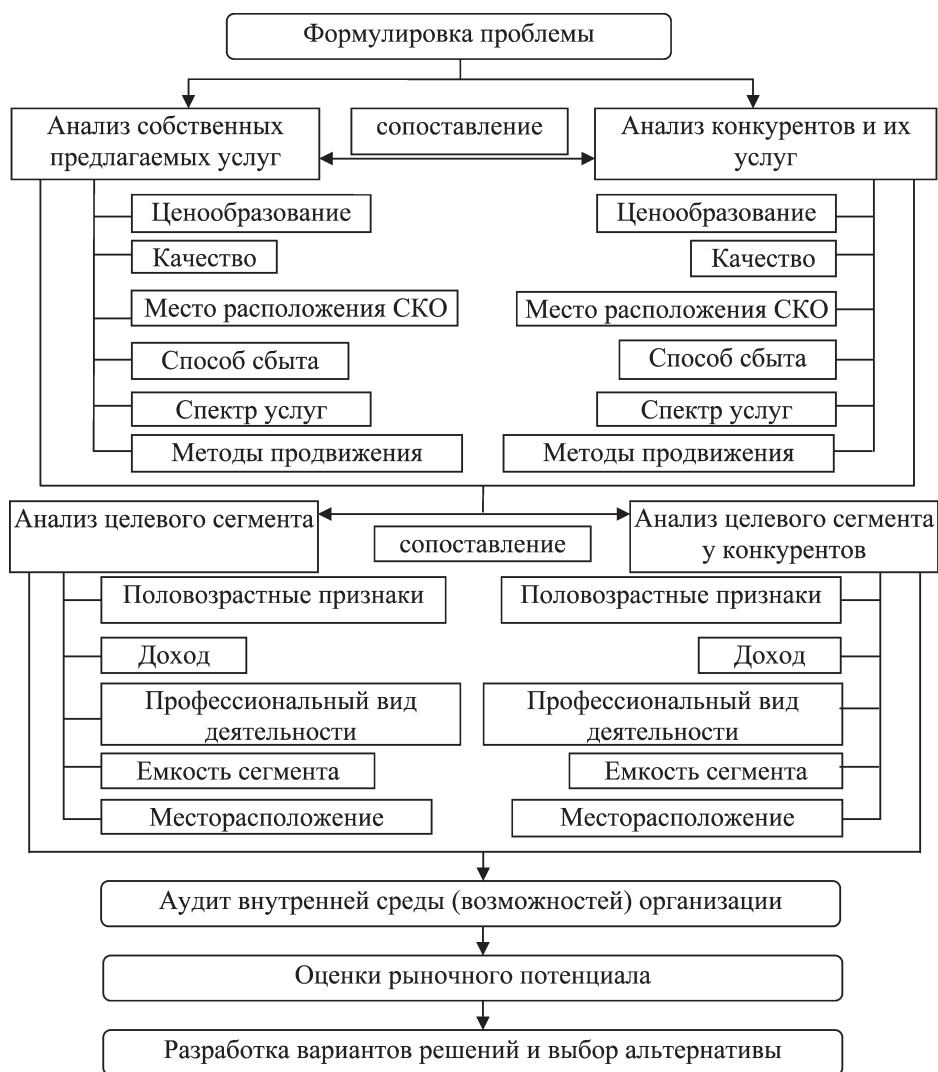 Формулировка проблемы
Анализ собственных
предлагаемых услуг
сопоставление
Анализ конкурентов и их
услуг
Ценообразование
Ценообразование
Качество
Качество
Место расположения СКО
Место расположения СКО
Способ сбыта
Способ сбыта
Спектр услуг
Спектр услуг
Методы продвижения
Методы продвижения
Анализ целевого сегмента
сопоставление
Анализ целевого сегмента
у конкурентов
Половозрастные признаки
Половозрастные признаки
Доход
Доход
Профессиональный вид
деятельности
Профессиональный вид
деятельности
Емкость сегмента
Емкость сегмента
Месторасположение
Месторасположение
Аудит внутренней среды (возможностей) организации
Оценки рыночного потенциала
Разработка вариантов решений и выбор альтернативы